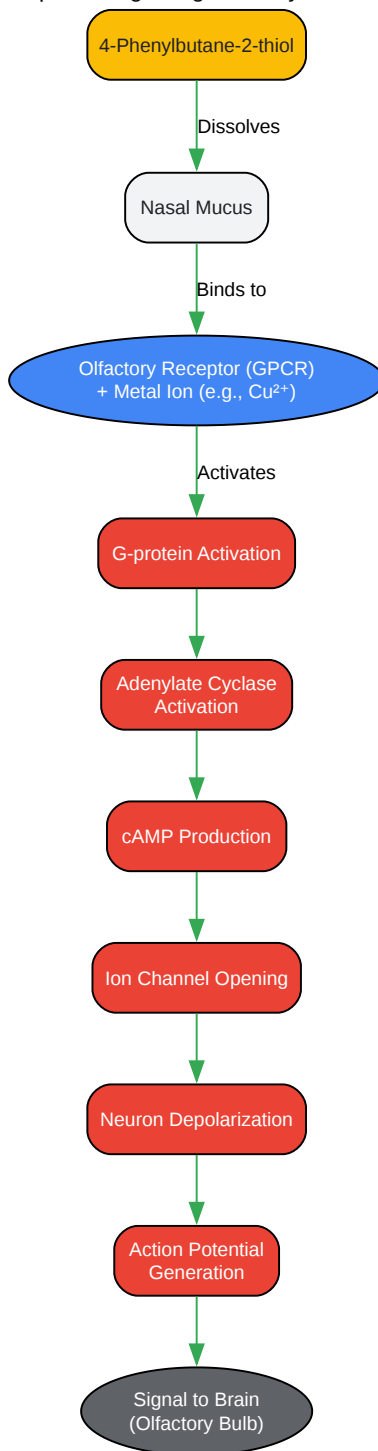 4-Phenylbutane-2-thiol
Dissolves
Nasal Mucus
Binds to
Olfactory Receptor (GPCR)
+ Metal Ion (e.g., Cu²⁺)
Activates
G-protein Activation
Adenylate Cyclase
Activation
cAMP Production
Ion Channel Opening
Neuron Depolarization
Action Potential
Generation
Signal to Brain
(Olfactory Bulb)